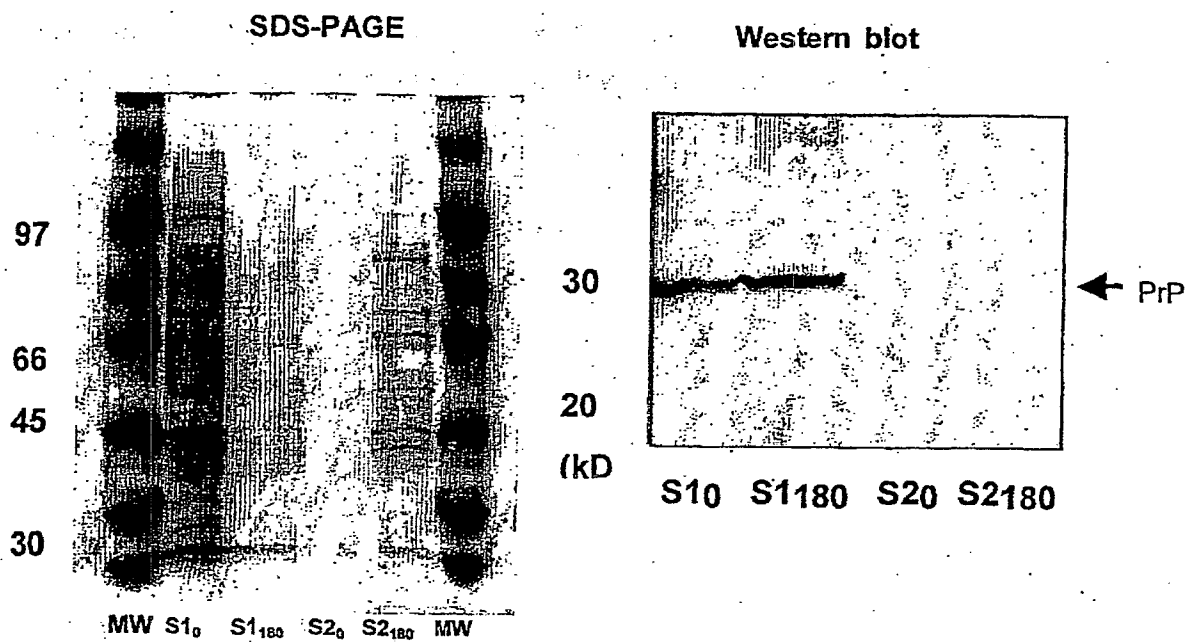 SDS-PAGE
97
66
45
30
MW S1₀ S1₁₈₀ S2₀ S2₁₈₀ MW
Western blot
30
20
(kD
PrP
S10 S1180 S20 S2180